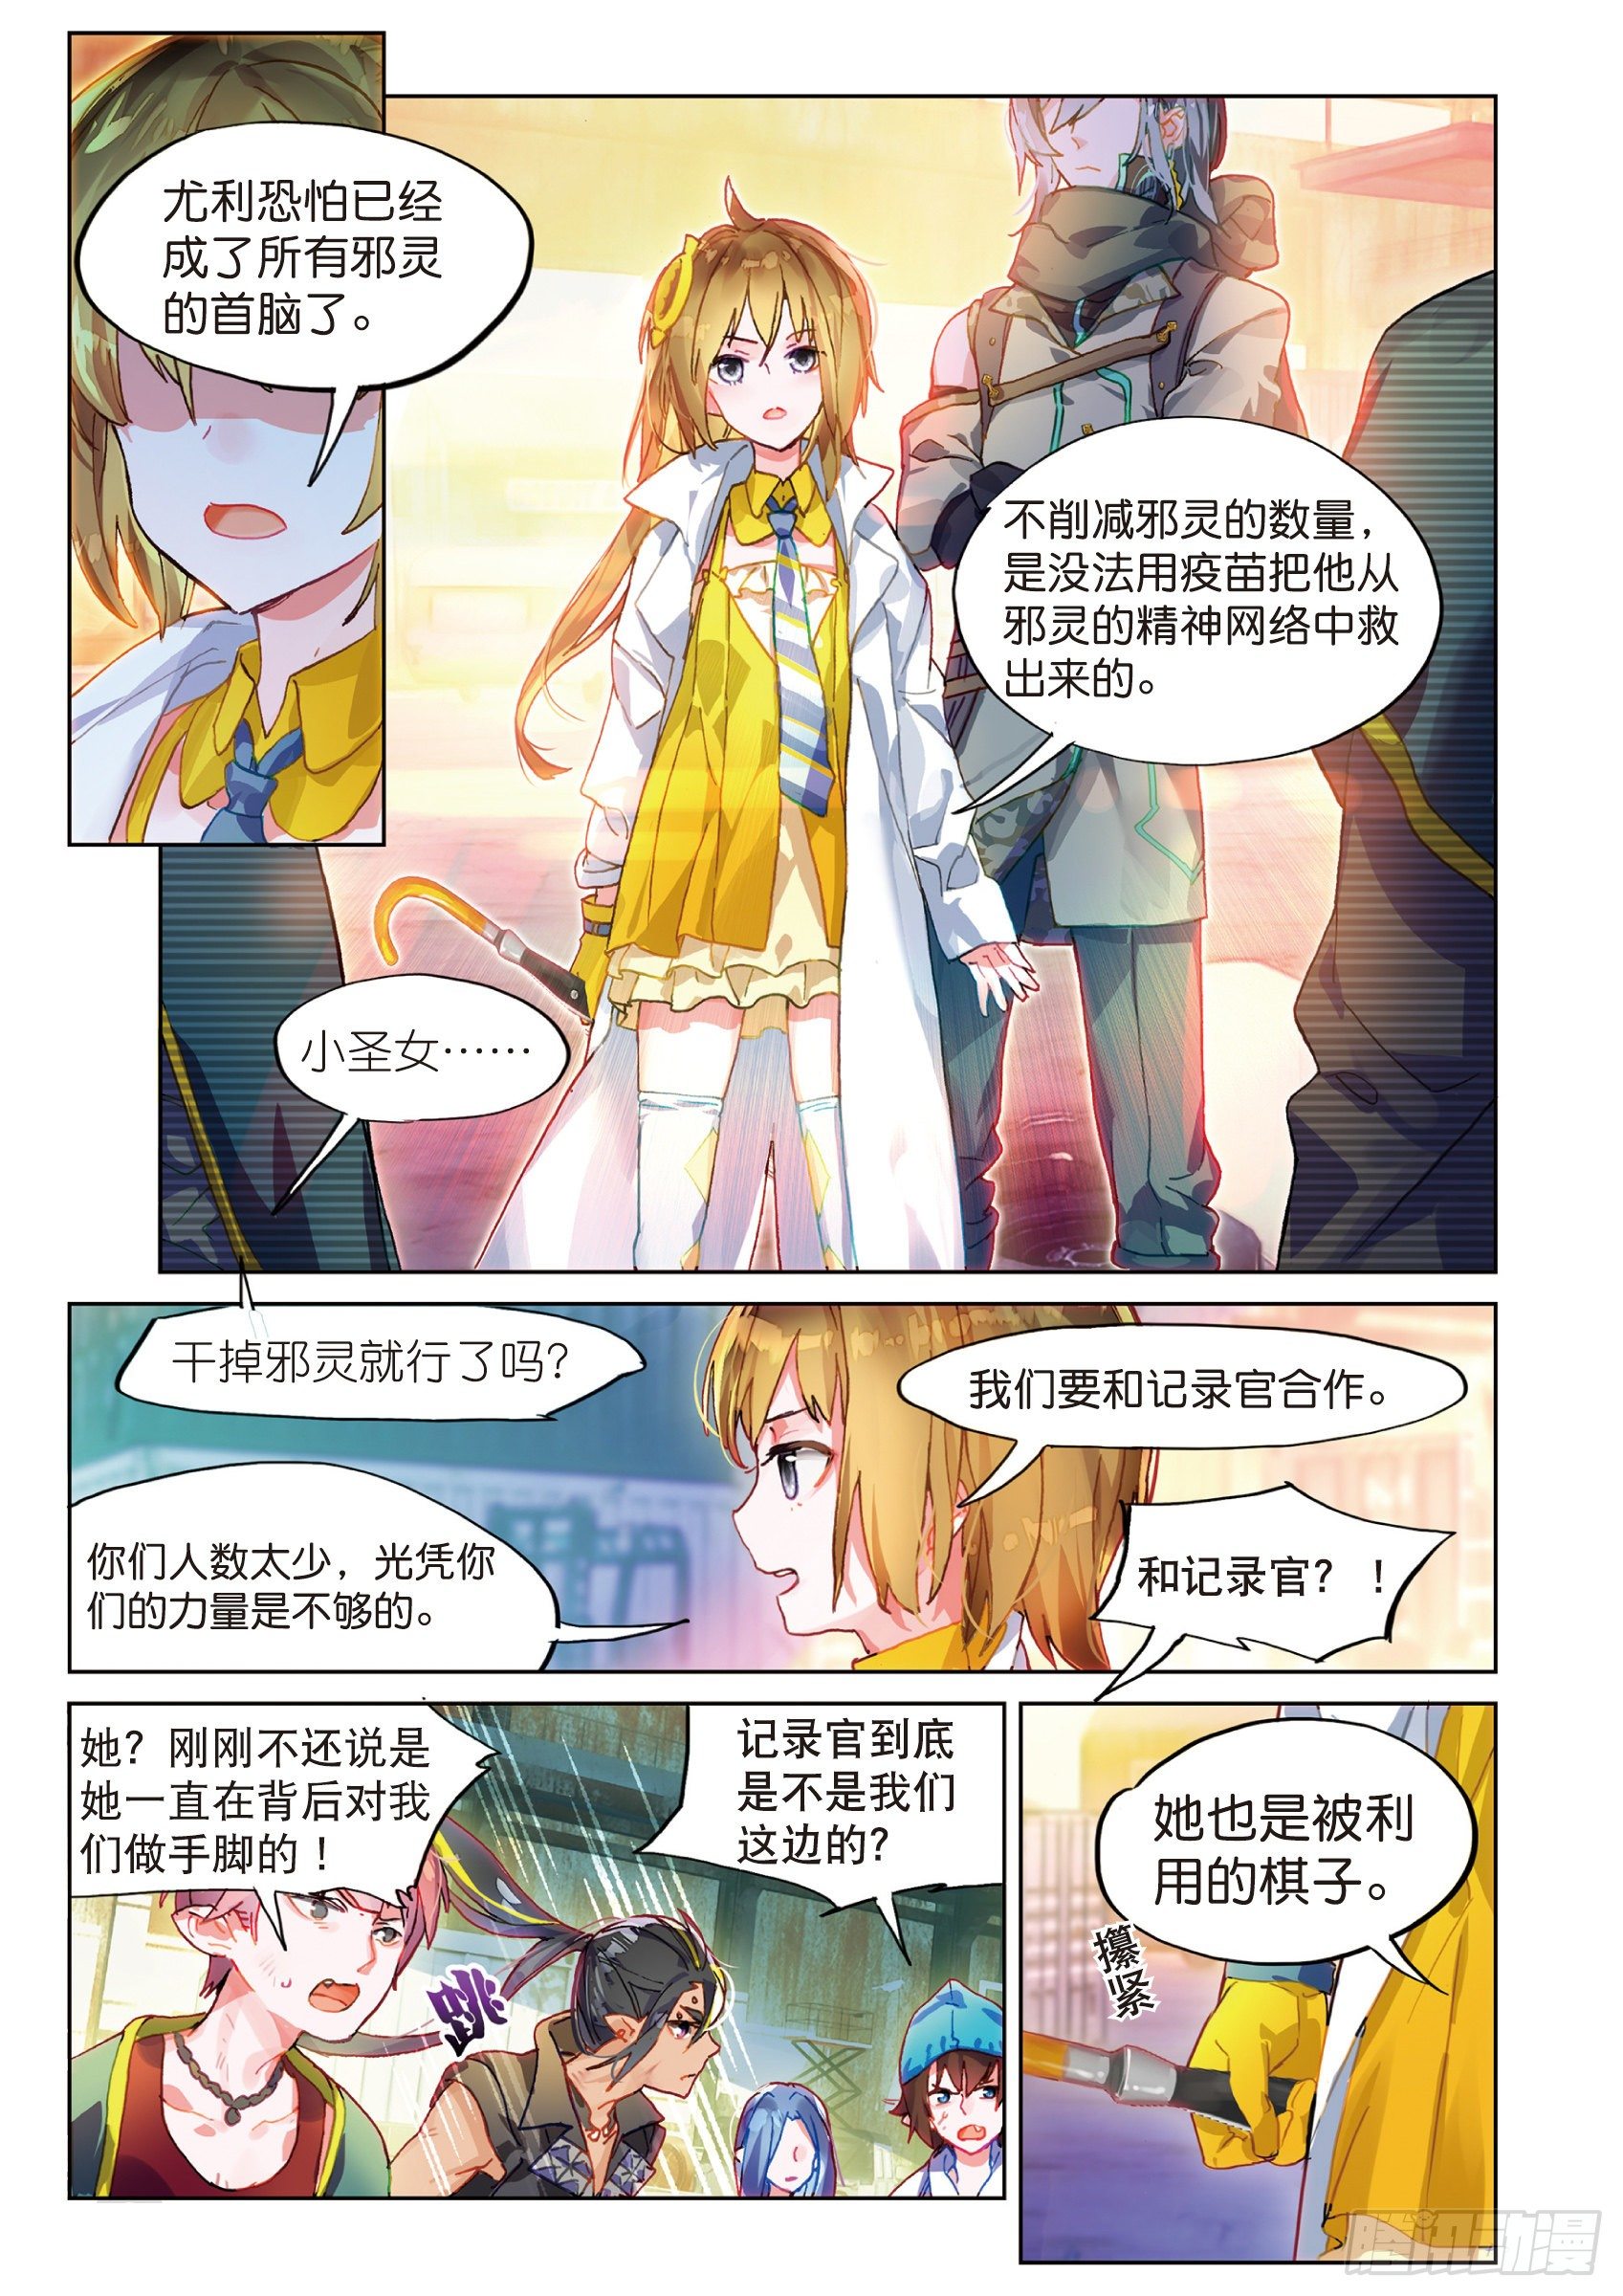 尤利恐怕已经
成了所有邪灵
的首脑了。
不削减邪灵的数量，
是没法用疫苗把他从
邪灵的精神网络中救
出来的。
小圣女……
干掉邪灵就行了吗？
我们要和记录官合作。
你们人数太少，光凭你
们的力量是不够的。
和记录官？！
她？刚刚不还说是
她一直在背后对我
们做手脚的！
记录官到底
是不是我们
这边的？
跳
她也是被利
用的棋子。
攥紧
腾讯动漫